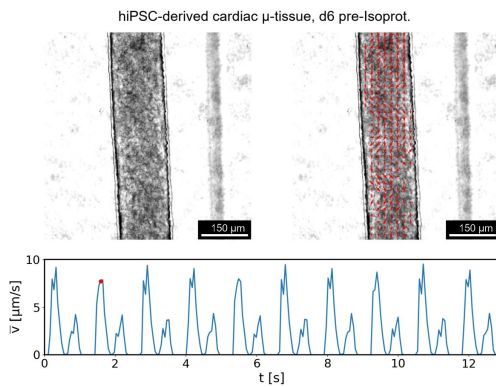 hiPSC-derived cardiac µ-tissue, d6 pre-Isoprot.
150 µm
150 µm
10
5
0
v̅ [µm/s]
0
2
4
6
8
10
12
t [s]